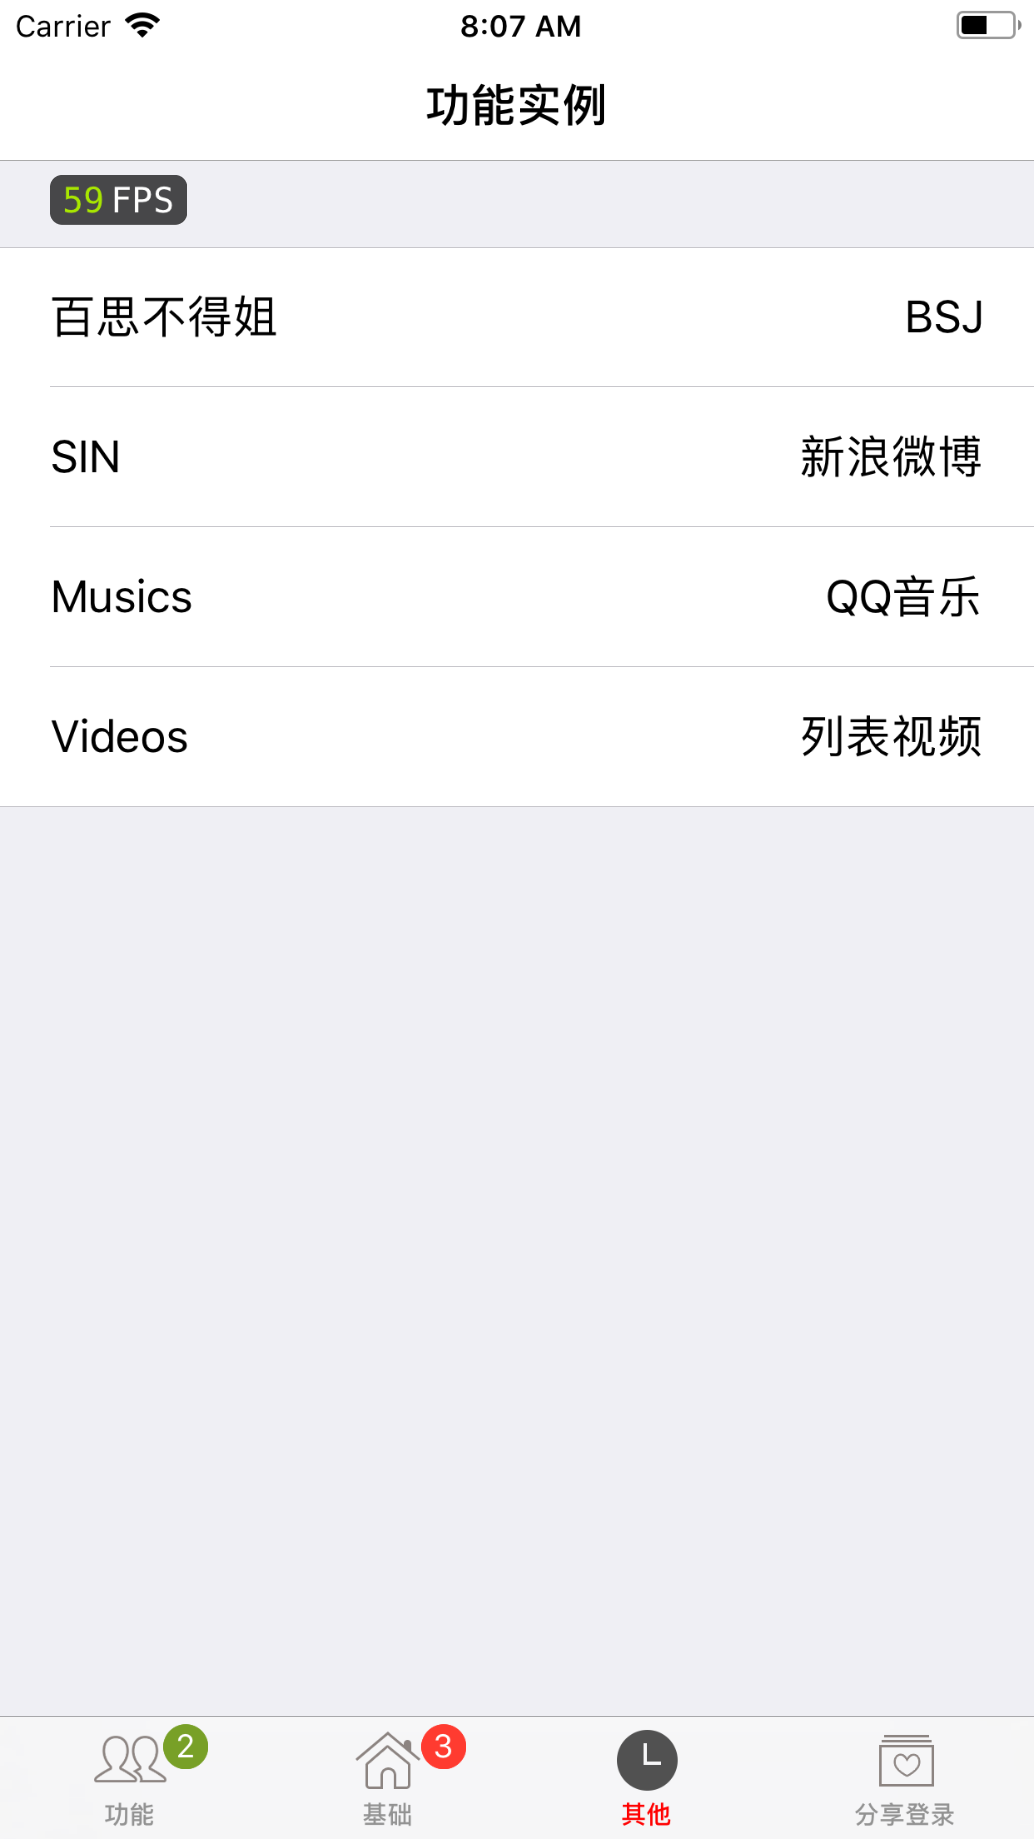 Carrier 8:07 AM
功能实例
59 FPS
百思不得姐 BSJ
SIN 新浪微博
Musics QQ音乐
Videos 列表视频
2 3
功能 基础 其他 分享登录